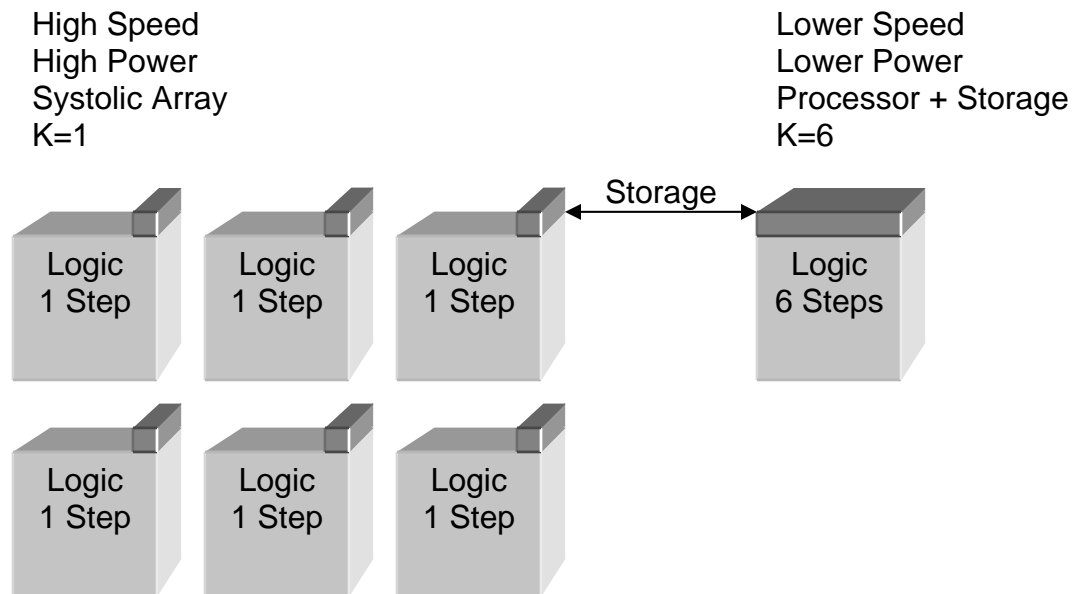 High Speed
High Power
Systolic Array
K=1
Lower Speed
Lower Power
Processor + Storage
K=6
Storage
Logic
1 Step
Logic
1 Step
Logic
1 Step
Logic
6 Steps
Logic
1 Step
Logic
1 Step
Logic
1 Step